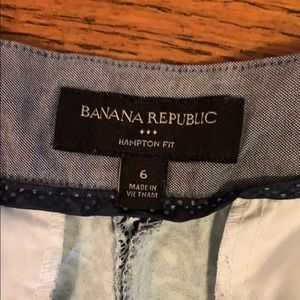 BANANA REPUBLIC
HAMPTON FIT
6
MADE IN
VIETNAM